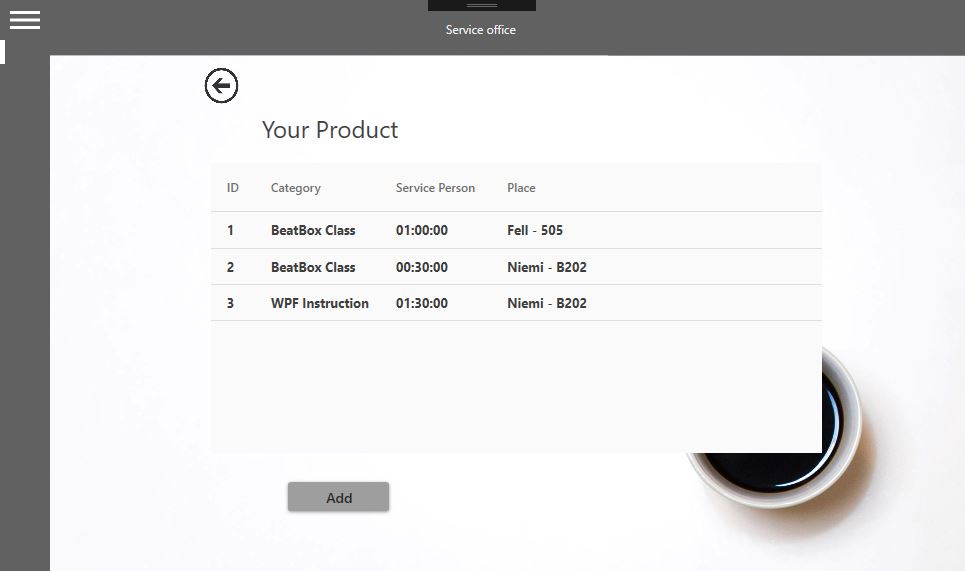 Service office
Your Product
ID Category Service Person Place
1 BeatBox Class 01:00:00 Fell - 505
2 BeatBox Class 00:30:00 Niemi - B202
3 WPF Instruction 01:30:00 Niemi - B202
Add